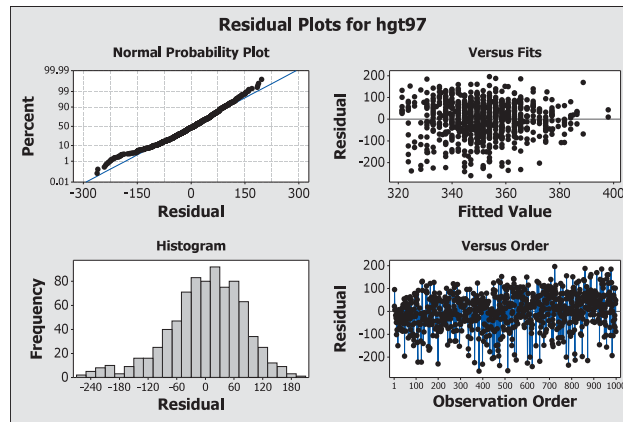 Residual Plots for hgt97
Normal Probability Plot
Percent
99.99
99
90
50
10
1
0.01
-300 -150 0 150 300
Residual
Versus Fits
Residual
200
100
0
-100
-200
320 340 360 380 400
Fitted Value
Histogram
Frequency
80
60
40
20
0
-240 -180 -120 -60 0 60 120 180
Residual
Versus Order
Residual
200
100
0
-100
-200
1 100 200 300 400 500 600 700 800 900 1000
Observation Order